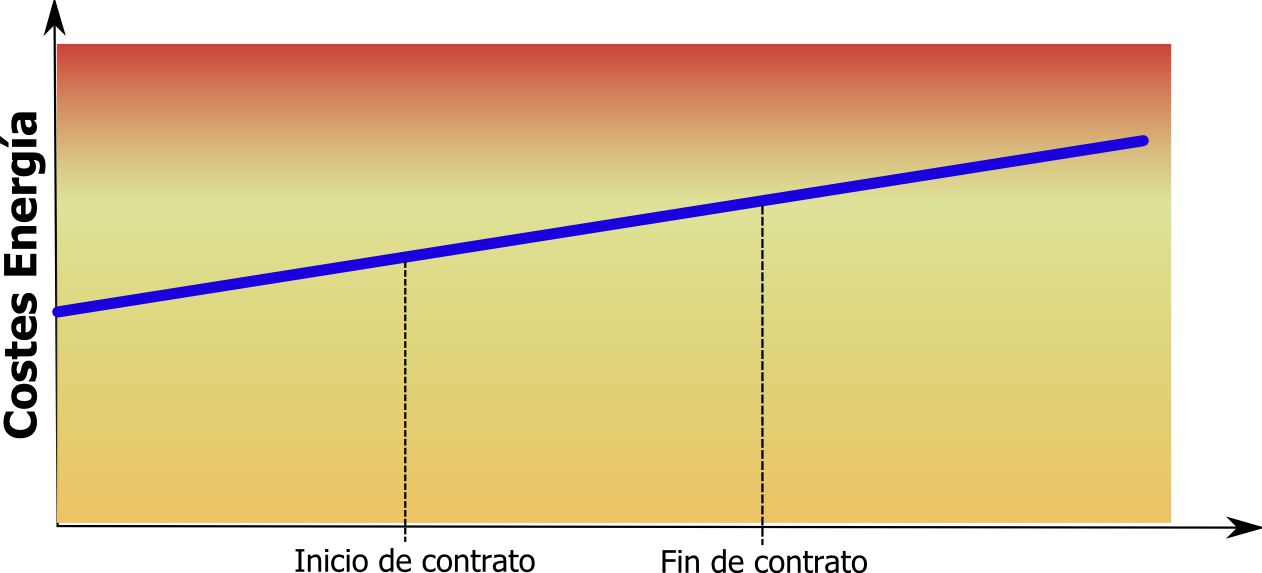 Costes Energía
Inicio de contrato
Fin de contrato